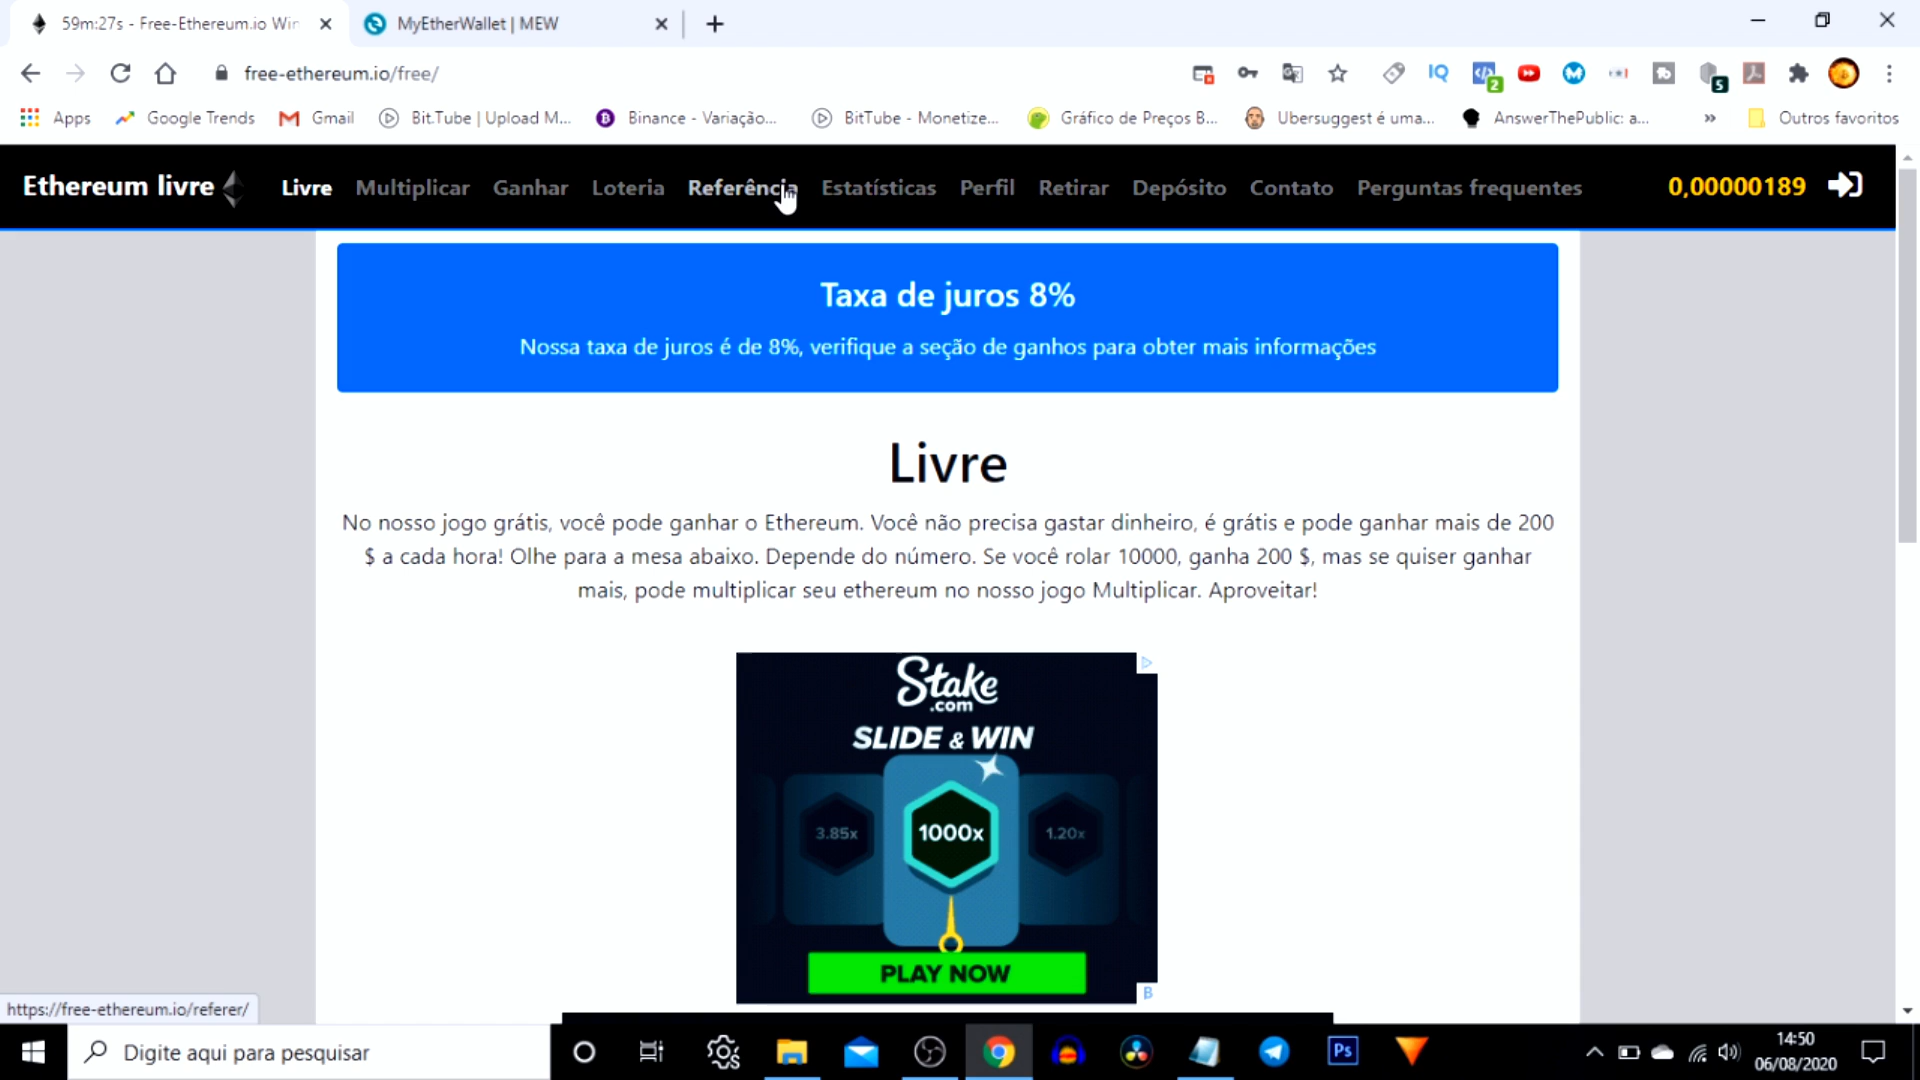 59m:27s - Free-Ethereum.io Win
MyEtherWallet | MEW
free-ethereum.io/free/
Apps
Google Trends
Gmail
Bit.Tube | Upload M...
Binance - Variação...
BitTube - Monetize...
Gráfico de Preços B...
Ubersuggest é uma...
AnswerThePublic: a...
»
Outros favoritos
Ethereum livre
Livre
Multiplicar
Ganhar
Loteria
Referência
Estatísticas
Perfil
Retirar
Depósito
Contato
Perguntas frequentes
0,00000189
Taxa de juros 8%
Nossa taxa de juros é de 8%, verifique a seção de ganhos para obter mais informações
Livre
No nosso jogo grátis, você pode ganhar o Ethereum. Você não precisa gastar dinheiro, é grátis e pode ganhar mais de 200
$ a cada hora! Olhe para a mesa abaixo. Depende do número. Se você rolar 10000, ganha 200 $, mas se quiser ganhar
mais, pode multiplicar seu ethereum no nosso jogo Multiplicar. Aproveitar!
Stake
.com
SLIDE & WIN
3.85x
1000x
1.20x
PLAY NOW
B
https://free-ethereum.io/referer/
Digite aqui para pesquisar
Ps
14:50
06/08/2020
IQ
2
5